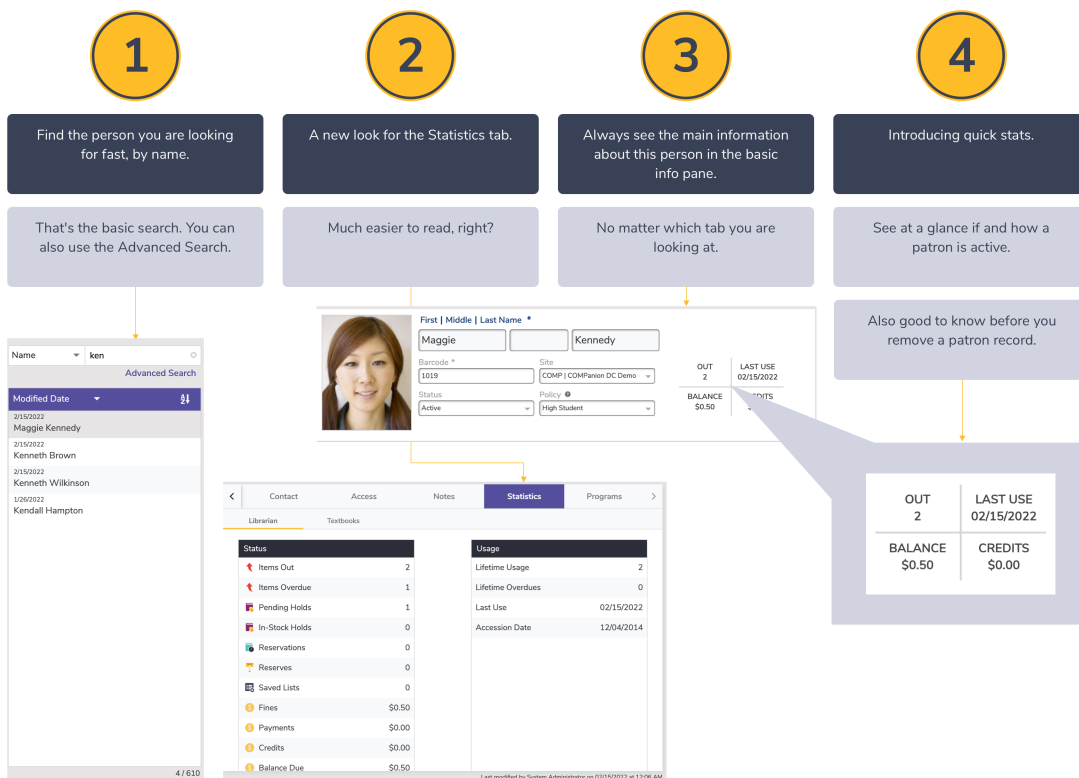 1
2
3
4
Find the person you are looking
for fast, by name.
A new look for the Statistics tab.
Always see the main information
about this person in the basic
info pane.
Introducing quick stats.
That's the basic search. You can
also use the Advanced Search.
Much easier to read, right?
No matter which tab you are
looking at.
See at a glance if and how a
patron is active.
Also good to know before you
remove a patron record.
Name ken
Advanced Search
Modified Date
2/15/2022
Maggie Kennedy
2/15/2022
Kenneth Brown
2/15/2022
Kenneth Wilkinson
1/26/2022
Kendall Hampton
4 / 610
First | Middle | Last Name *
Maggie Kennedy
Barcode * Site
1019 COMP | COMPanion DC Demo
Status Policy
Active High Student
OUT LAST USE
2 02/15/2022
BALANCE
$0.50
Contact Access Notes Statistics Programs
Librarian Textbooks
Status
Items Out 2
Items Overdue 1
Pending Holds 1
In-Stock Holds 0
Reservations 0
Reserves 0
Saved Lists 0
Fines $0.50
Payments $0.00
Credits $0.00
Balance Due $0.50
Usage
Lifetime Usage 2
Lifetime Overdues 0
Last Use 02/15/2022
Accession Date 12/04/2014
Last modified by System Administrator on 02/15/2022 at 12:06 AM
OUT LAST USE
2 02/15/2022
BALANCE CREDITS
$0.50 $0.00